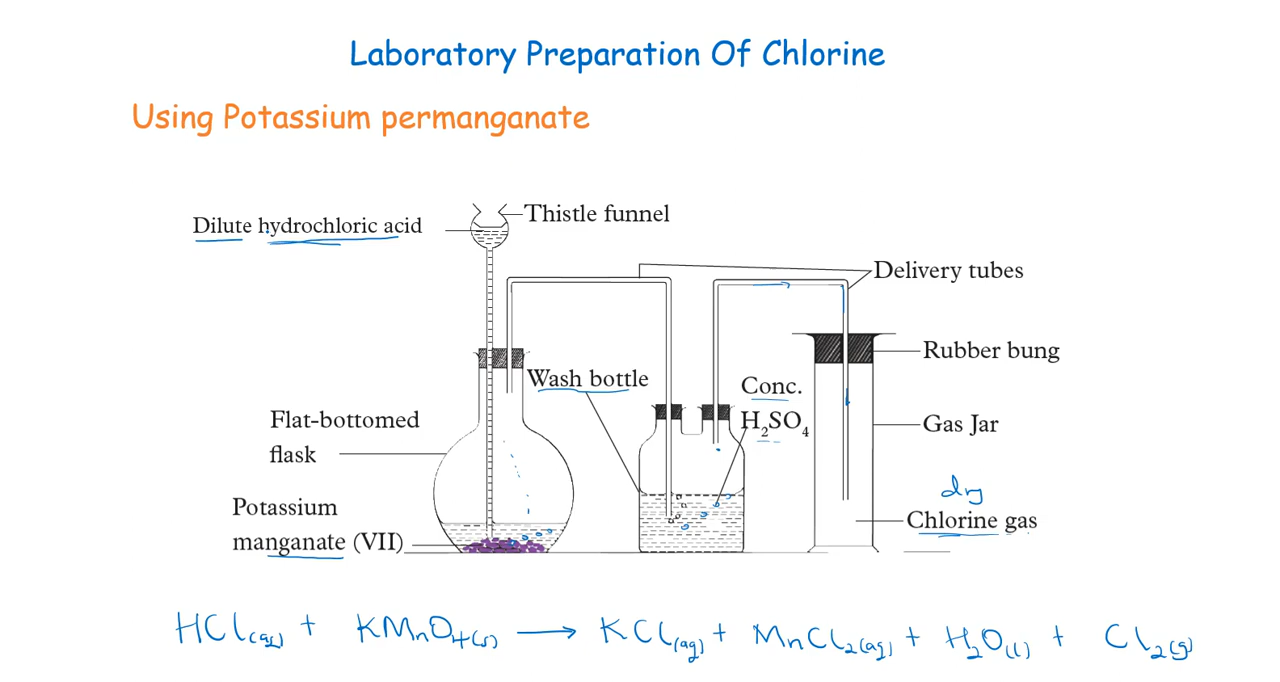 Laboratory Preparation Of Chlorine
Using Potassium permanganate
Thistle funnel
Dilute hydrochloric acid
Delivery tubes
Rubber bung
Wash bottle
Conc.
H₂SO₄
Flat-bottomed
flask
Gas Jar
dry
Potassium
manganate (VII)
Chlorine gas
HCl(aq) + KMnO4(s) → KCl(aq) + MnCl2(aq) + H2O(l) + Cl2(g)